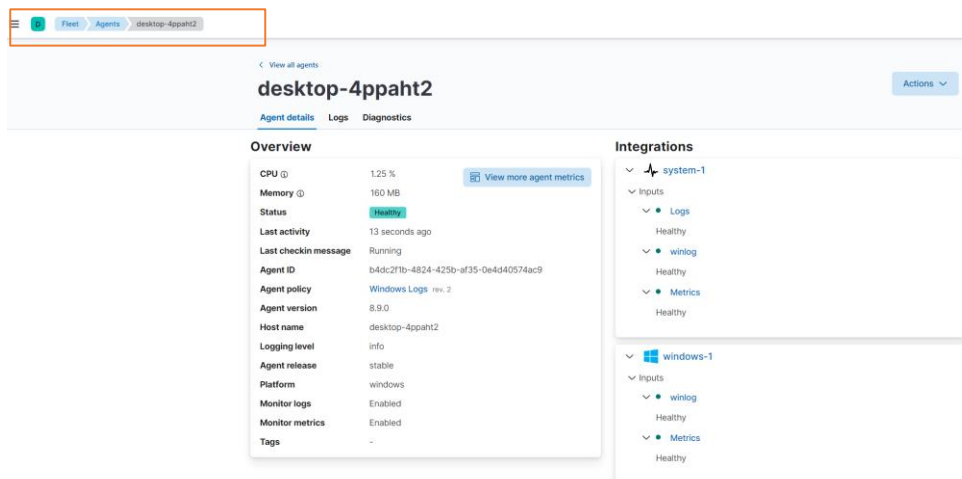 D Fleet Agents desktop-4ppaht2
View all agents
desktop-4ppaht2
Actions
Agent details Logs Diagnostics
Overview
CPU 1.25 %
View more agent metrics
Memory 160 MB
Status Healthy
Last activity 13 seconds ago
Last checkin message Running
Agent ID b4dc2f1b-4824-425b-af35-0e4d40574ac9
Agent policy Windows Logs rev. 2
Agent version 8.9.0
Host name desktop-4ppaht2
Logging level info
Agent release stable
Platform windows
Monitor logs Enabled
Monitor metrics Enabled
Tags -
Integrations
system-1
Inputs
Logs
Healthy
winlog
Healthy
Metrics
Healthy
windows-1
Inputs
winlog
Healthy
Metrics
Healthy